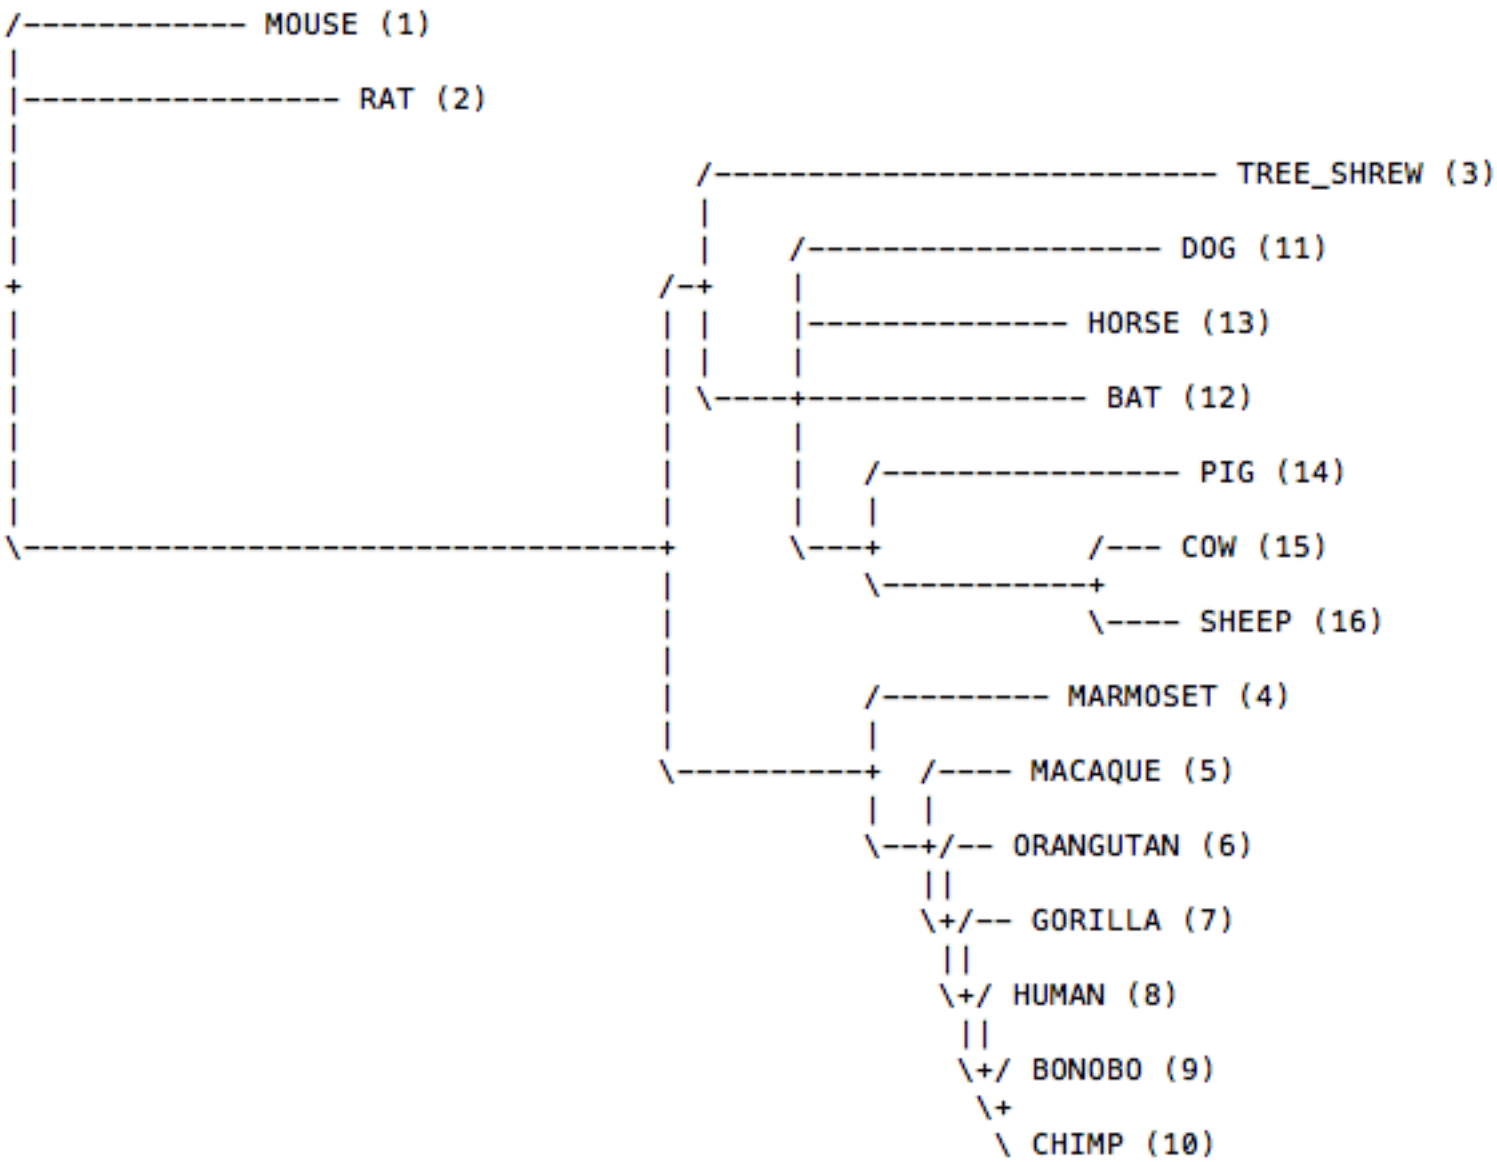 /------------ MOUSE (1)
|
|----------------- RAT (2)
|
|                                    /--------------------------- TREE_SHREW (3)
|                                    |
|                                    |    /------------------- DOG (11)
+                                  /-+    |
|                                  | |    |-------------- HORSE (13)
|                                  | |    |
|                                  | \----+--------------- BAT (12)
|                                  |      |
|                                  |      |   /---------------- PIG (14)
|                                  |      |   |
\----------------------------------+      \---+           /--- COW (15)
                                   |          \-----------+
                                   |                      \---- SHEEP (16)
                                   |
                                   |          /--------- MARMOSET (4)
                                   |          |
                                   \----------+  /---- MACAQUE (5)
                                              |  |
                                              \--+/-- ORANGUTAN (6)
                                                 ||
                                                 \+/-- GORILLA (7)
                                                  ||
                                                  \+/ HUMAN (8)
                                                   ||
                                                   \+/ BONOBO (9)
                                                    \+
                                                     \ CHIMP (10)